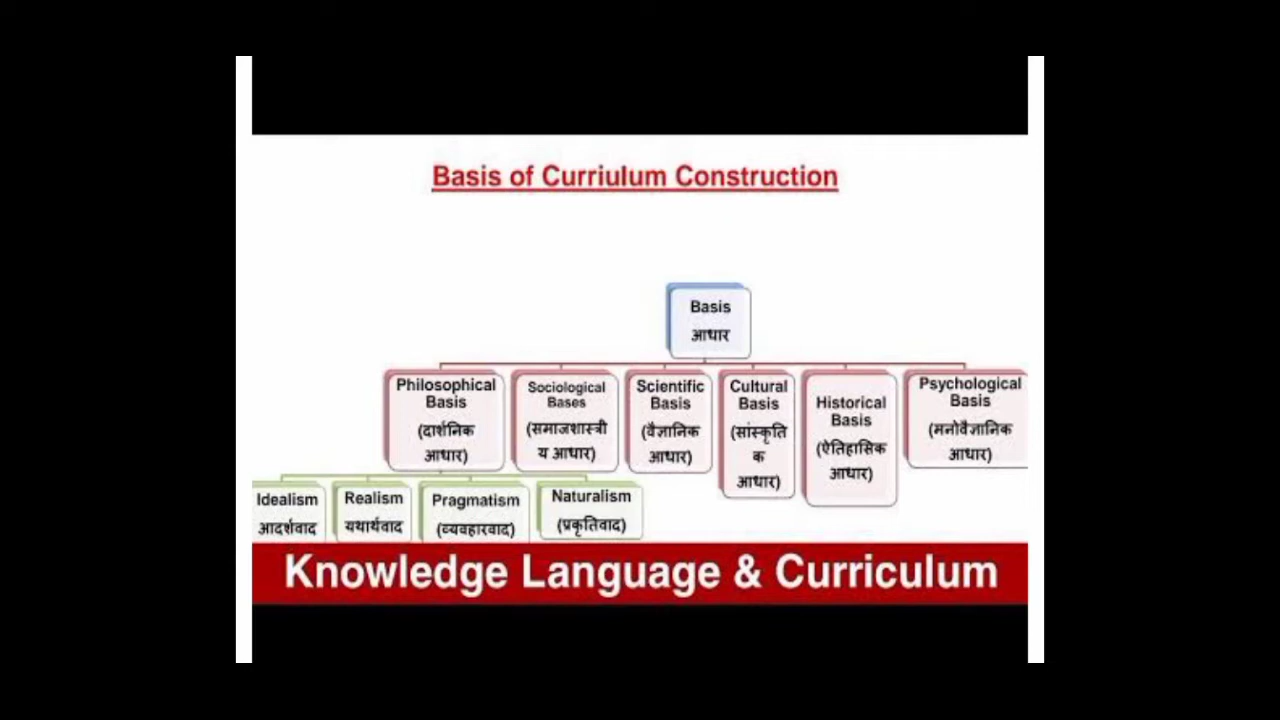 Basis of Curriulum Construction
Basis
आधार
Philosophical
Basis
(दार्शनिक
आधार)
Sociological
Bases
(समाजशास्त्री
य आधार)
Scientific
Basis
(वैज्ञानिक
आधार)
Cultural
Basis
(सांस्कृति
क
आधार)
Historical
Basis
(ऐतिहासिक
आधार)
Psychological
Basis
(मनोवैज्ञानिक
आधार)
Idealism
आदर्शवाद
Realism
यथार्थवाद
Pragmatism
(व्यवहारवाद)
Naturalism
(प्रकृतिवाद)
Knowledge Language & Curriculum